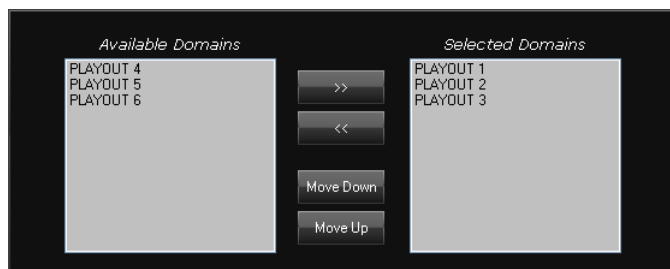 Available Domains
PLAYOUT 4
PLAYOUT 5
PLAYOUT 6
>>
<<
Move Down
Move Up
Selected Domains
PLAYOUT 1
PLAYOUT 2
PLAYOUT 3